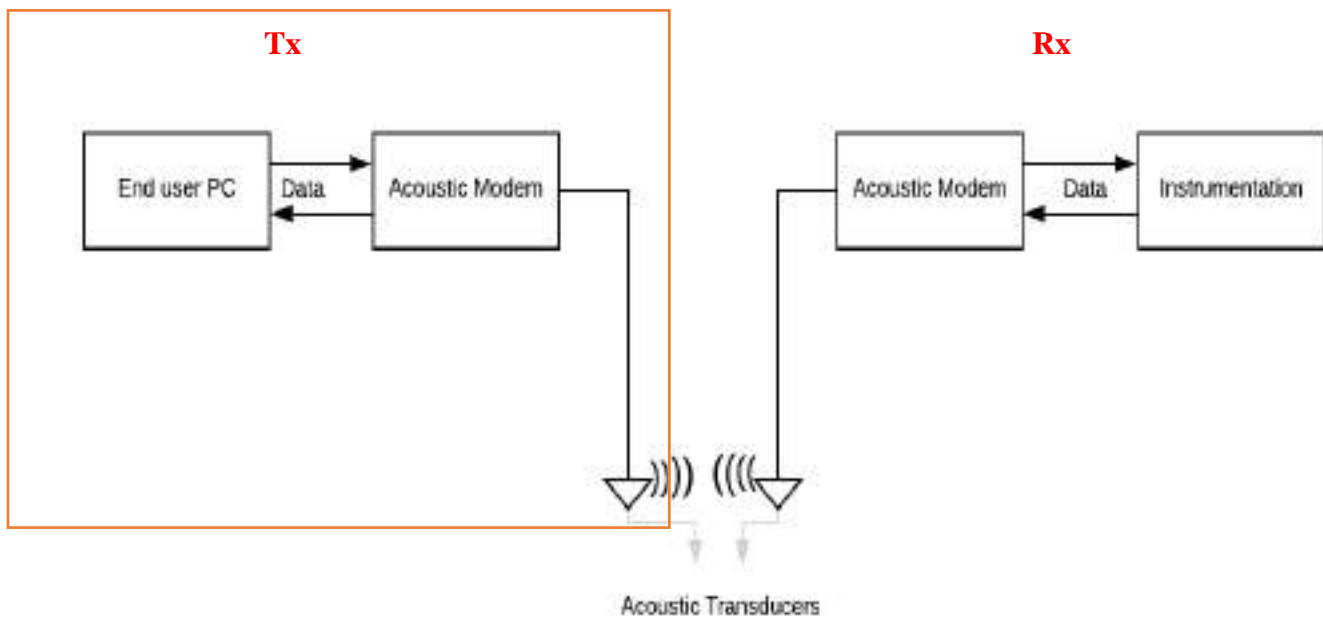 Tx
Rx
End user PC
Data
Acoustic Modem
Acoustic Modem
Data
Instrumentation
Acoustic Transducers